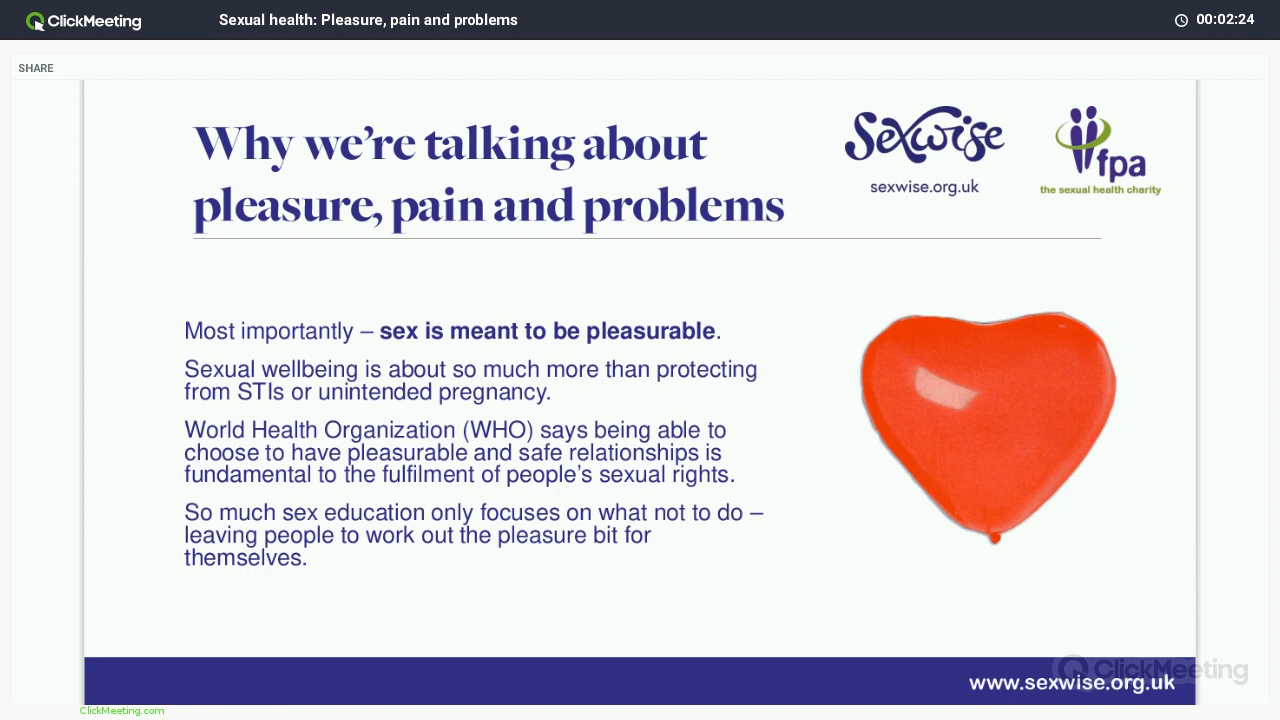 ClickMeeting
Sexual health: Pleasure, pain and problems
00:02:24
SHARE
Why we're talking about
pleasure, pain and problems
Sexwise
sexwise.org.uk
fpa
the sexual health charity
Most importantly – sex is meant to be pleasurable.
Sexual wellbeing is about so much more than protecting
from STIs or unintended pregnancy.
World Health Organization (WHO) says being able to
choose to have pleasurable and safe relationships is
fundamental to the fulfilment of people's sexual rights.
So much sex education only focuses on what not to do –
leaving people to work out the pleasure bit for
themselves.
ClickMeeting
www.sexwise.org.uk
ClickMeeting.com